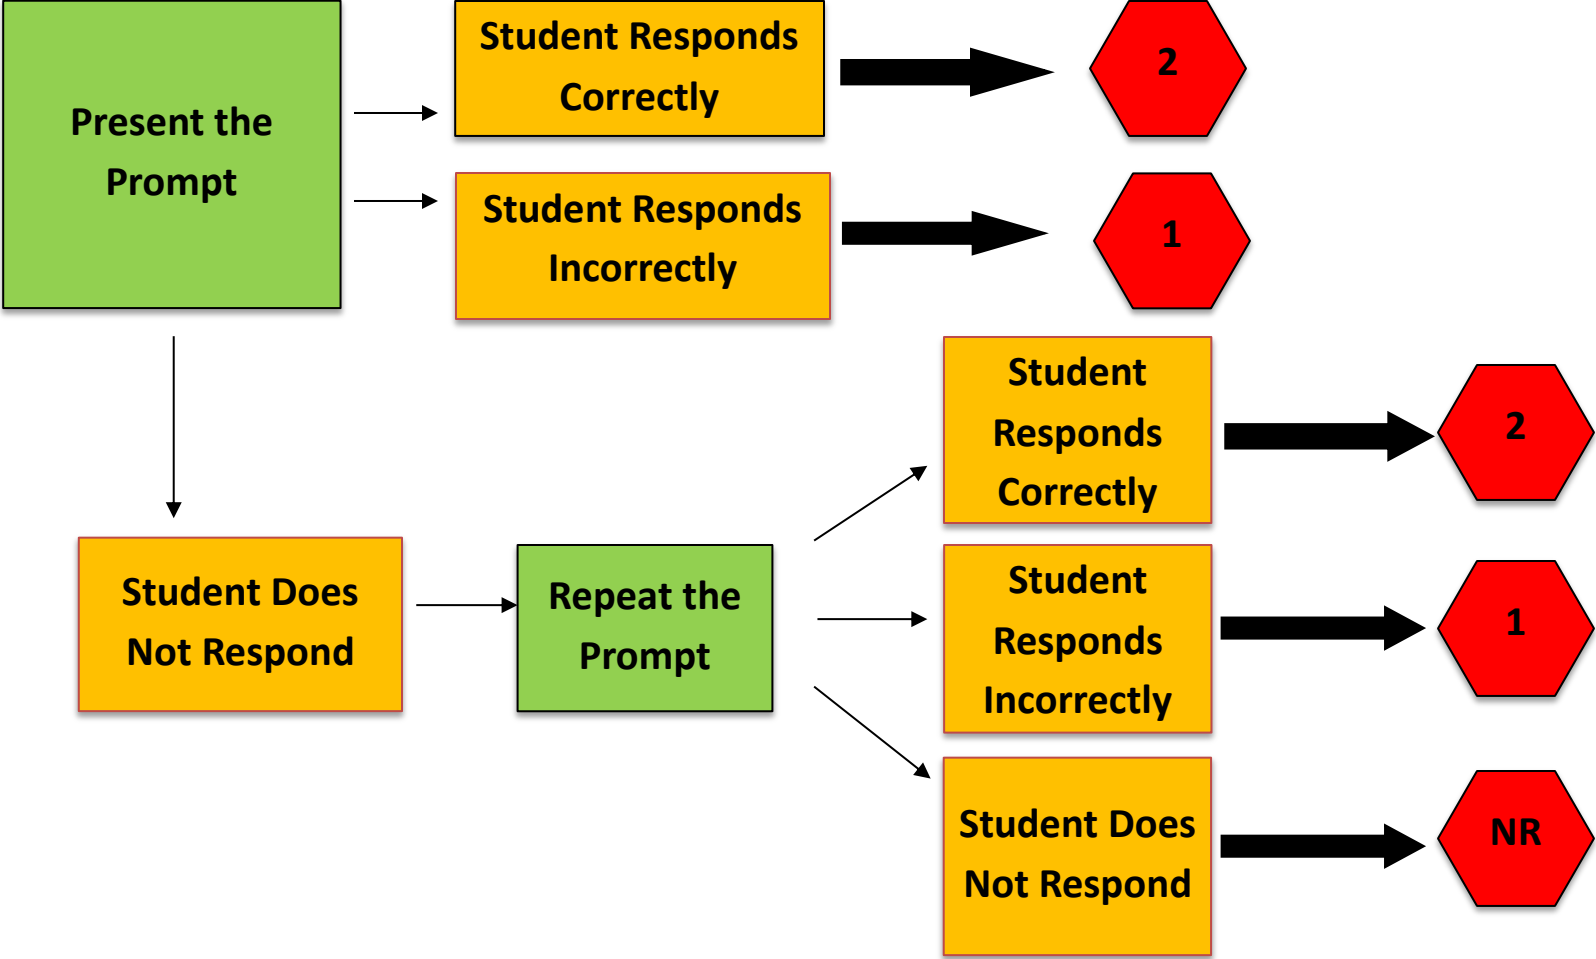 Present the
Prompt
Student Responds
Correctly
2
Student Responds
Incorrectly
1
Student
Responds
Correctly
2
Student Does
Not Respond
Repeat the
Prompt
Student
Responds
Incorrectly
1
Student Does
Not Respond
NR